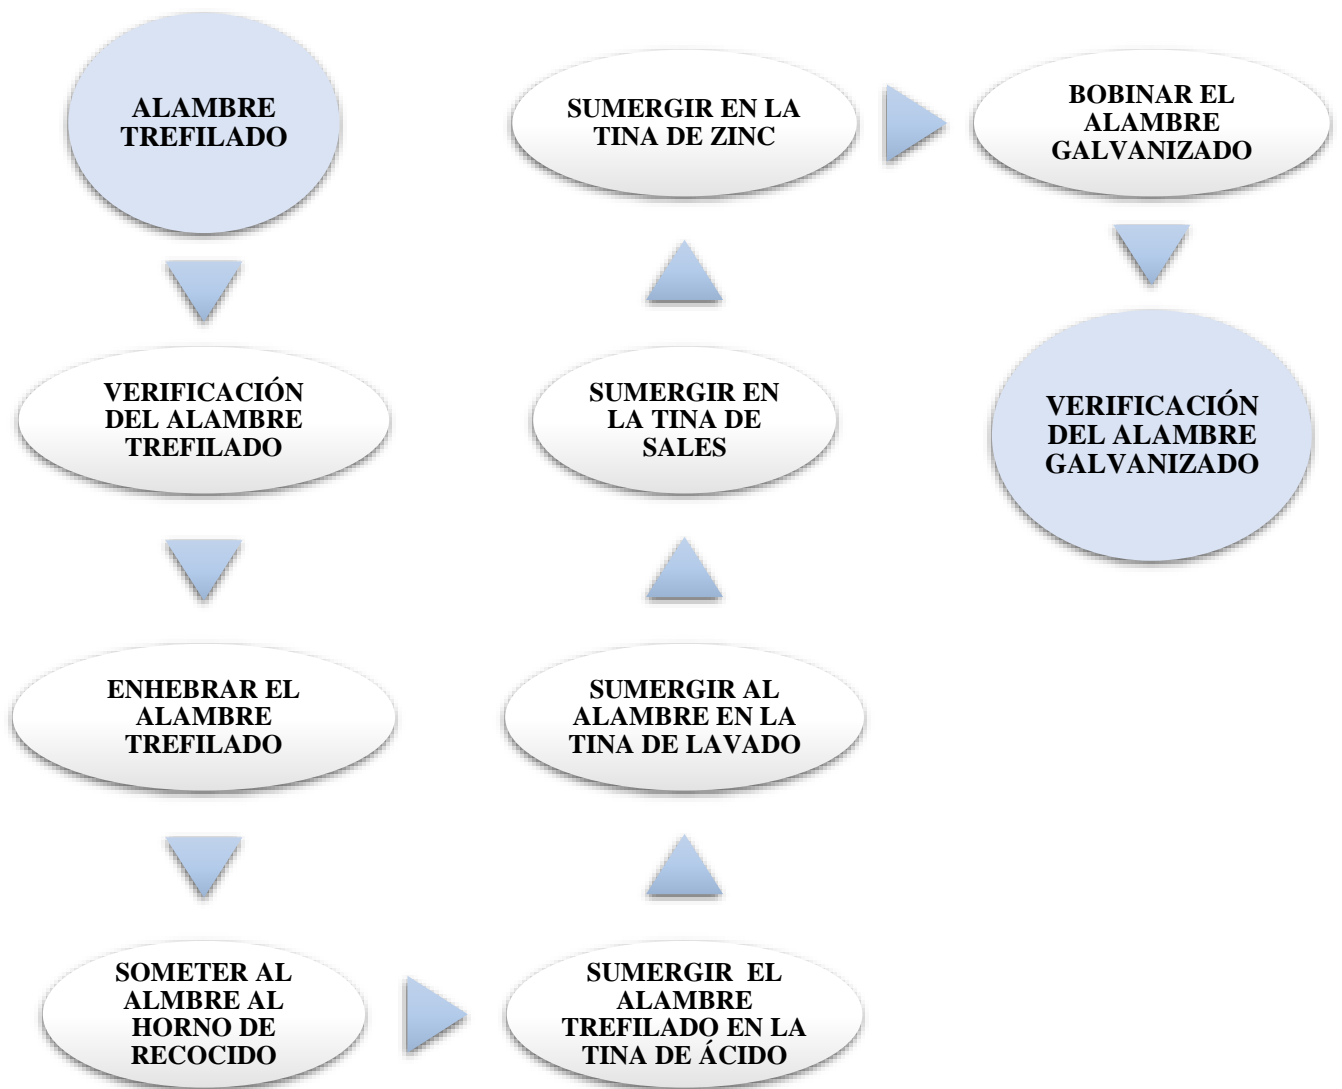 ALAMBRE
TREFILADO
VERIFICACIÓN
DEL ALAMBRE
TREFILADO
ENHEBRAR EL
ALAMBRE
TREFILADO
SOMETER AL
ALMBRE AL
HORNO DE
RECOCIDO
SUMERGIR EL
ALAMBRE
TREFILADO EN LA
TINA DE ÁCIDO
SUMERGIR AL
ALAMBRE EN LA
TINA DE LAVADO
SUMERGIR EN
LA TINA DE
SALES
SUMERGIR EN LA
TINA DE ZINC
BOBINAR EL
ALAMBRE
GALVANIZADO
VERIFICACIÓN
DEL ALAMBRE
GALVANIZADO